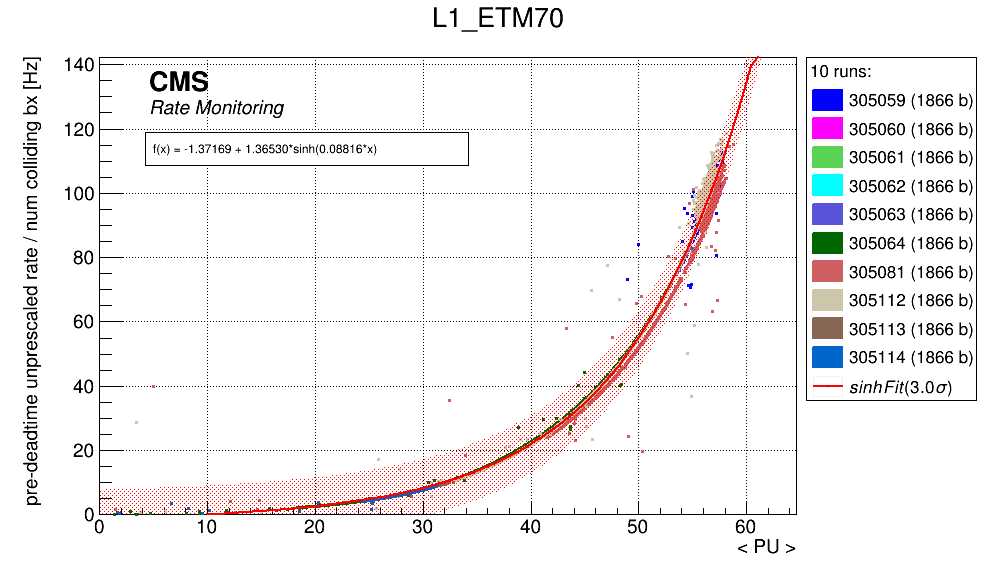 L1_ETM70
pre-deadtime unprescaled rate / num colliding bx [Hz]
140
120
100
80
60
40
20
0
CMS
Rate Monitoring
f(x) = -1.37169 + 1.36530*sinh(0.08816*x)
0 10 20 30 40 50 60
< PU >
10 runs:
305059 (1866 b)
305060 (1866 b)
305061 (1866 b)
305062 (1866 b)
305063 (1866 b)
305064 (1866 b)
305081 (1866 b)
305112 (1866 b)
305113 (1866 b)
305114 (1866 b)
sinhFit(3.0σ)